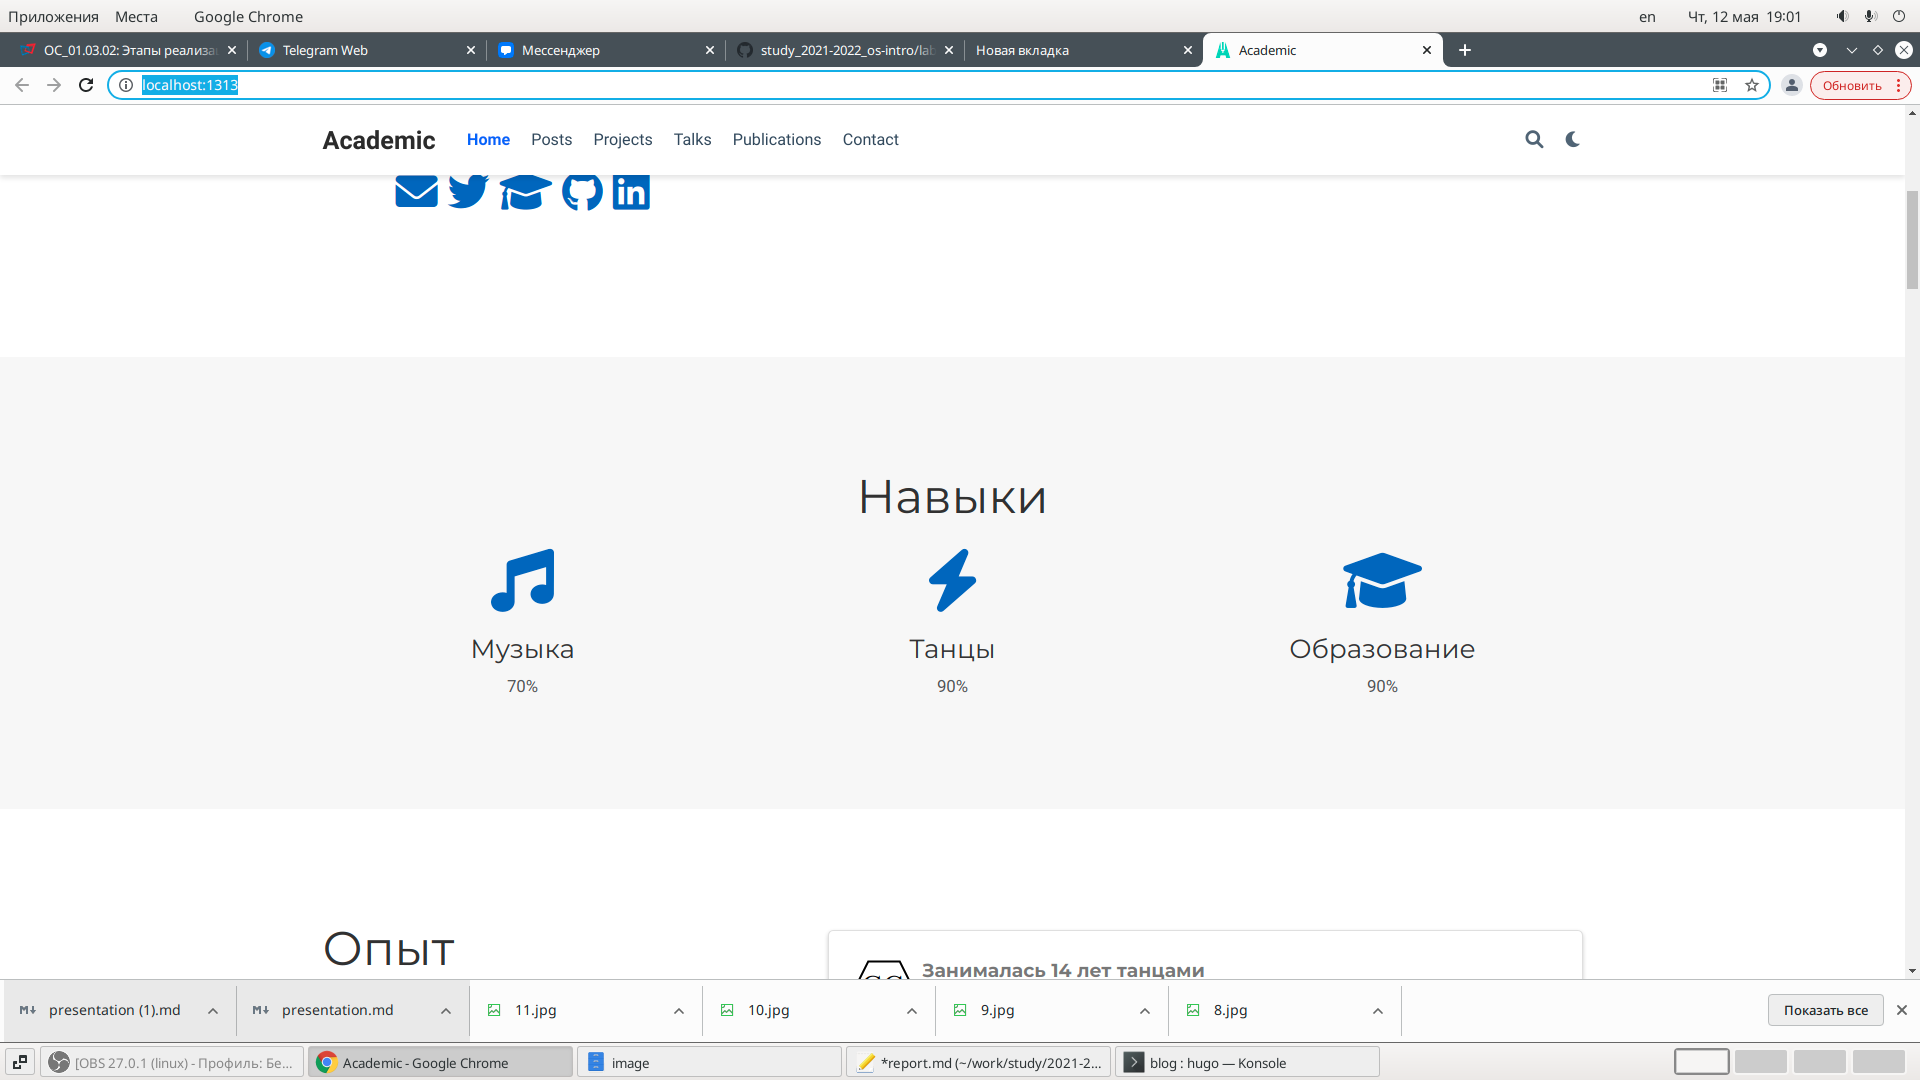 Приложения Места Google Chrome en Чт, 12 мая 19:01
ОС_01.03.02: Этапы реализа Telegram Web Мессенджер study_2021-2022_os-intro/lab Новая вкладка Academic
localhost:1313 Обновить
Academic Home Posts Projects Talks Publications Contact
Навыки
Музыка Танцы Образование
70% 90% 90%
Опыт
Занималась 14 лет танцами
presentation (1).md presentation.md 11.jpg 10.jpg 9.jpg 8.jpg Показать все
[OBS 27.0.1 (linux) - Профиль: Бе... Academic - Google Chrome image *report.md (~/work/study/2021-2... blog : hugo — Konsole